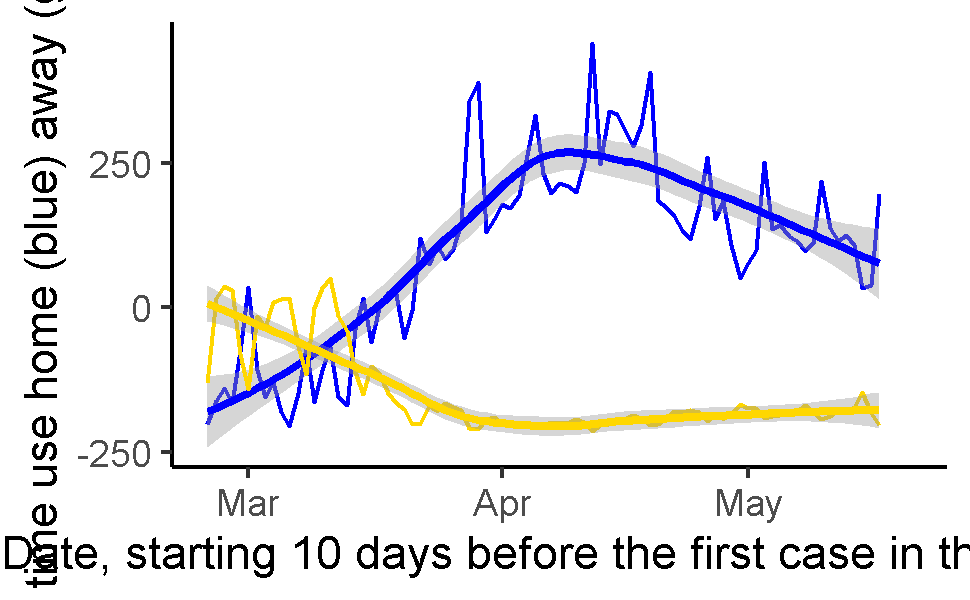 time use home (blue) away (
250
0
-250
Mar Apr May
Date, starting 10 days before the first case in th